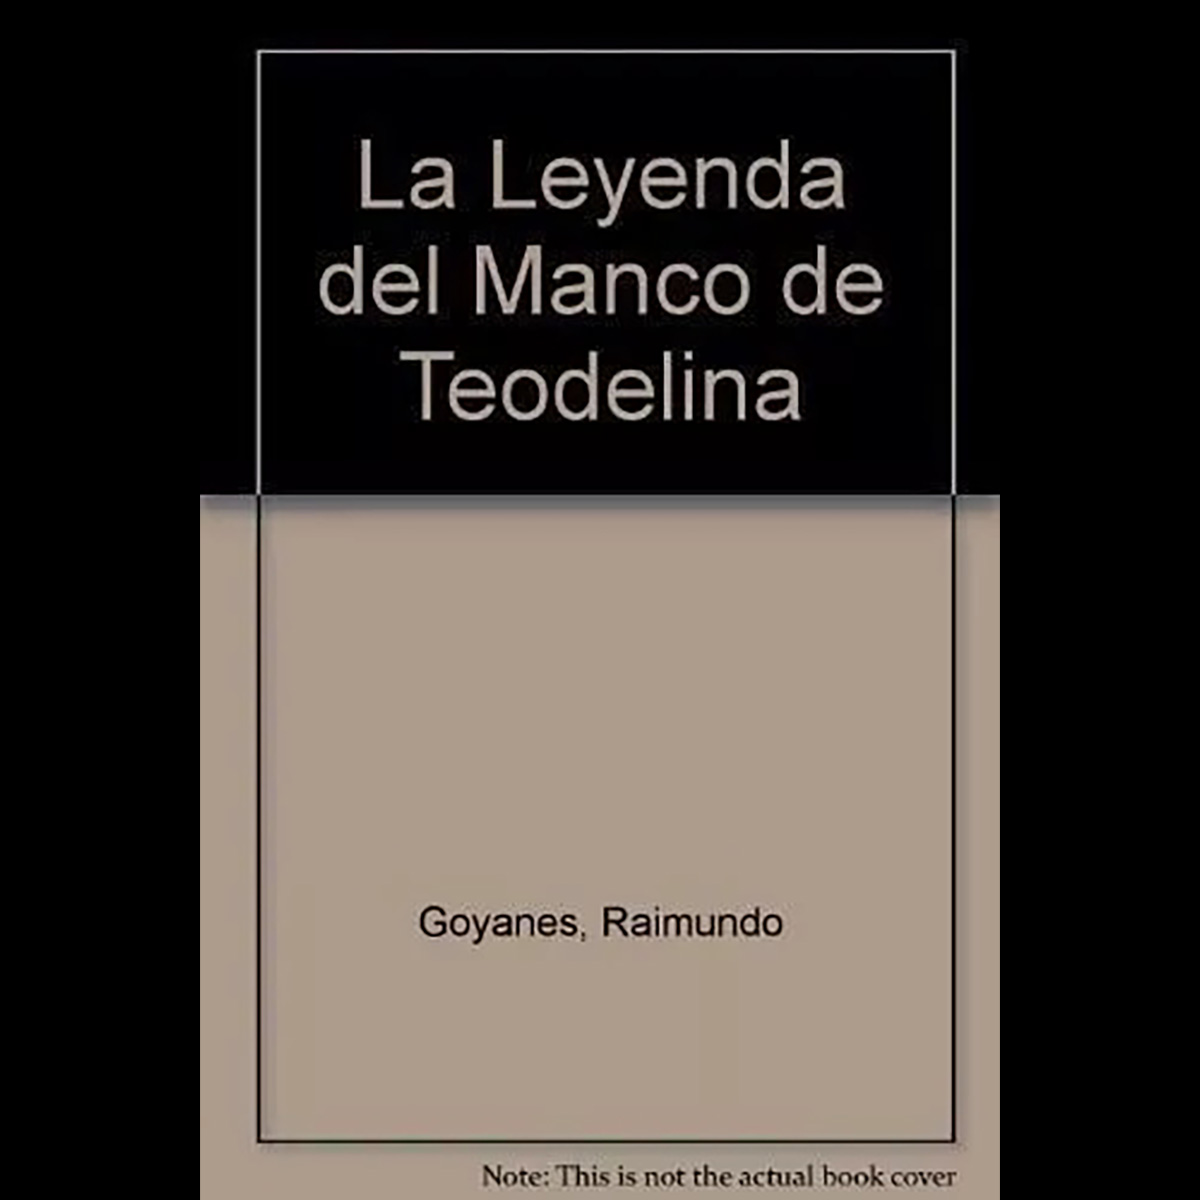 La Leyenda
del Manco de
Teodelina
Goyanes, Raimundo
Note: This is not the actual book cover